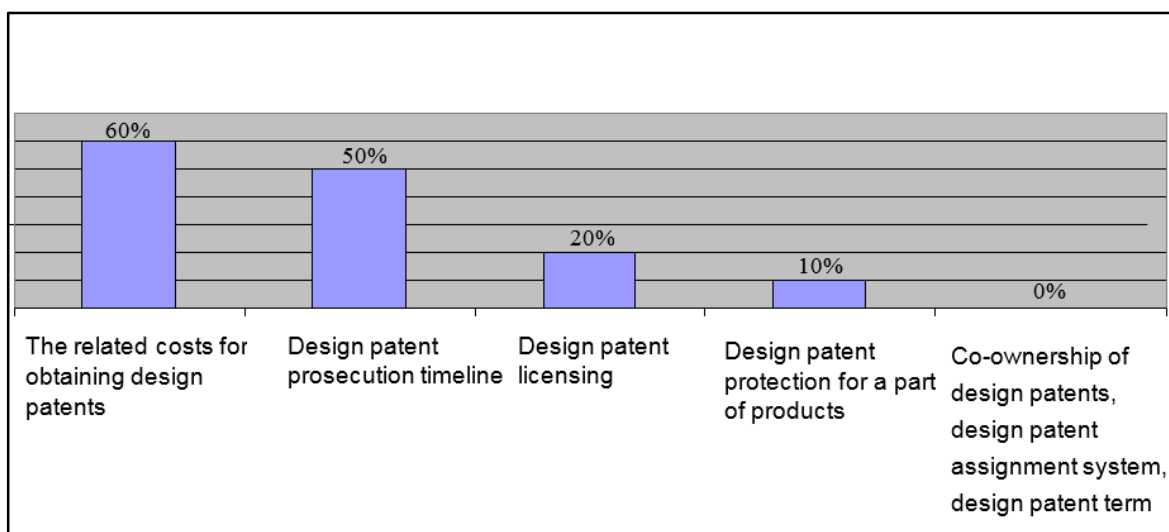 60%
50%
20%
10%
0%
The related costs for
obtaining design
patents
Design patent
prosecution timeline
Design patent
licensing
Design patent
protection for a part
of products
Co-ownership of
design patents,
design patent
assignment system,
design patent term